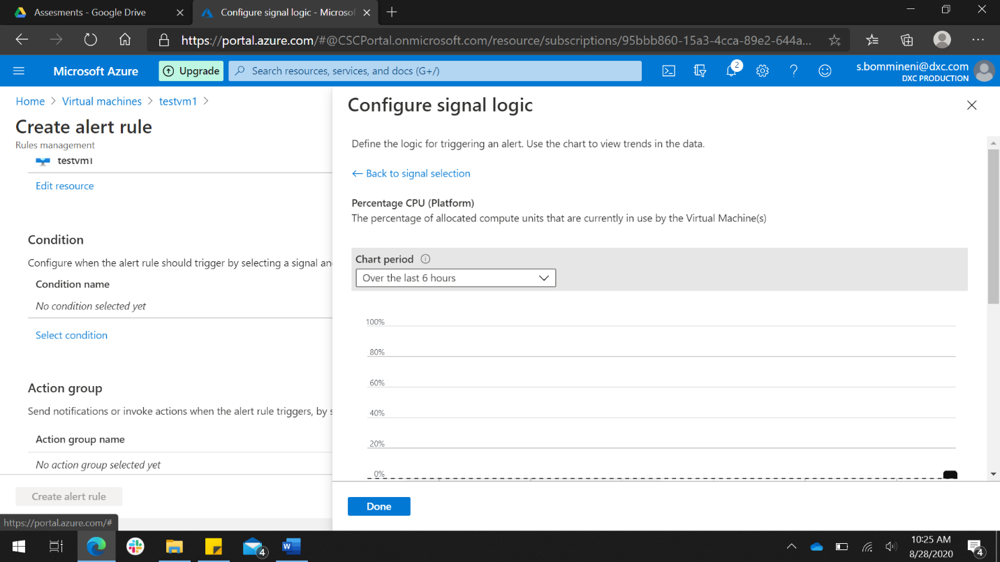 Assesments - Google Drive
Configure signal logic - Microsof
https://portal.azure.com/#@CSCPortal.onmicrosoft.com/resource/subscriptions/95bbb860-15a3-4cca-89e2-644a...
Microsoft Azure
Upgrade
Search resources, services, and docs (G+/)
2
s.bommineni@dxc.com
DXC PRODUCTION
Home > Virtual machines > testvm1 >
Create alert rule
Rules management
testvm1
Edit resource
Condition
Configure when the alert rule should trigger by selecting a signal an
Condition name
No condition selected yet
Select condition
Action group
Send notifications or invoke actions when the alert rule triggers, by s
Action group name
No action group selected yet
Create alert rule
https://portal.azure.com/#
Configure signal logic
Define the logic for triggering an alert. Use the chart to view trends in the data.
← Back to signal selection
Percentage CPU (Platform)
The percentage of allocated compute units that are currently in use by the Virtual Machine(s)
Chart period
Over the last 6 hours
100%
80%
60%
40%
20%
0%
Done
4
W
10:25 AM
8/28/2020
4